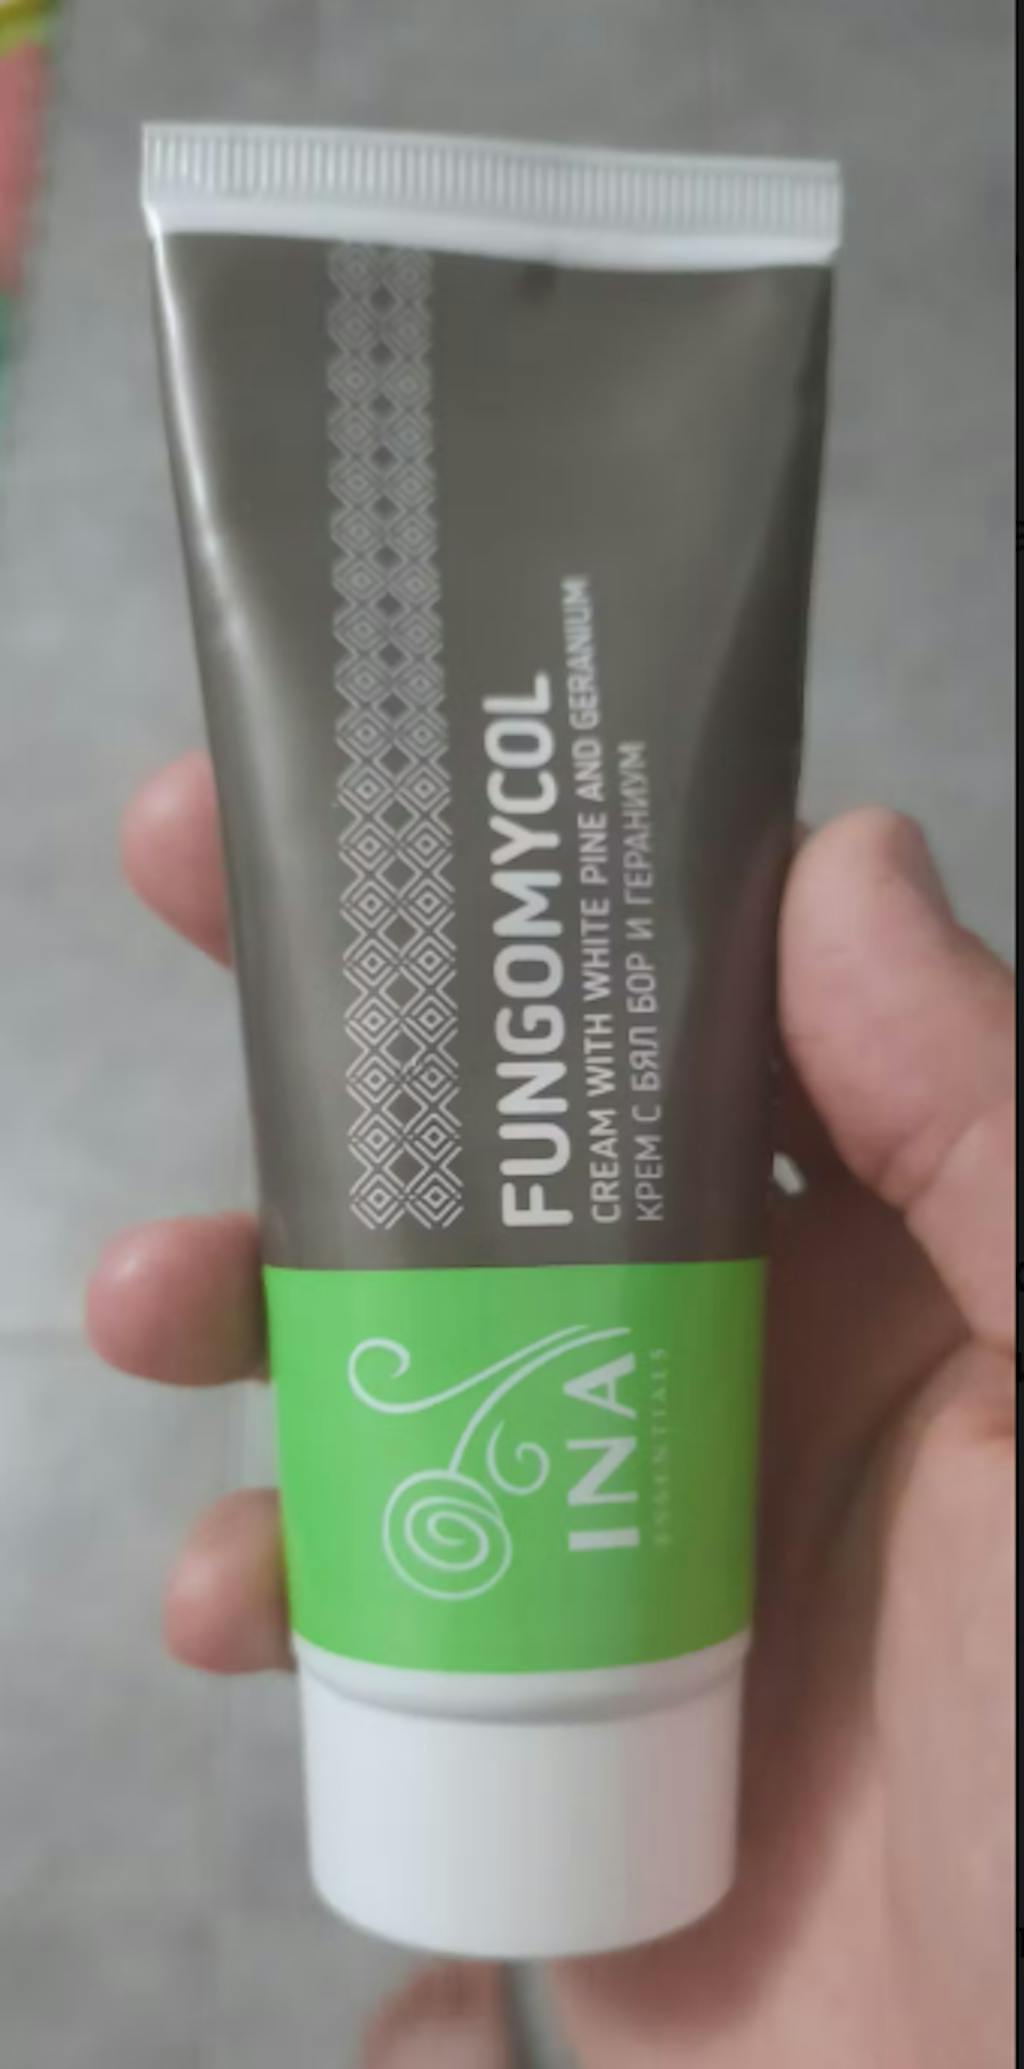 FUNGOMYCOL
CREAM WITH WHITE PINE AND GERANIUM
КРЕМ С БЯЛ БОР И ГЕРАНИУМ
INA
ESSENTIALS